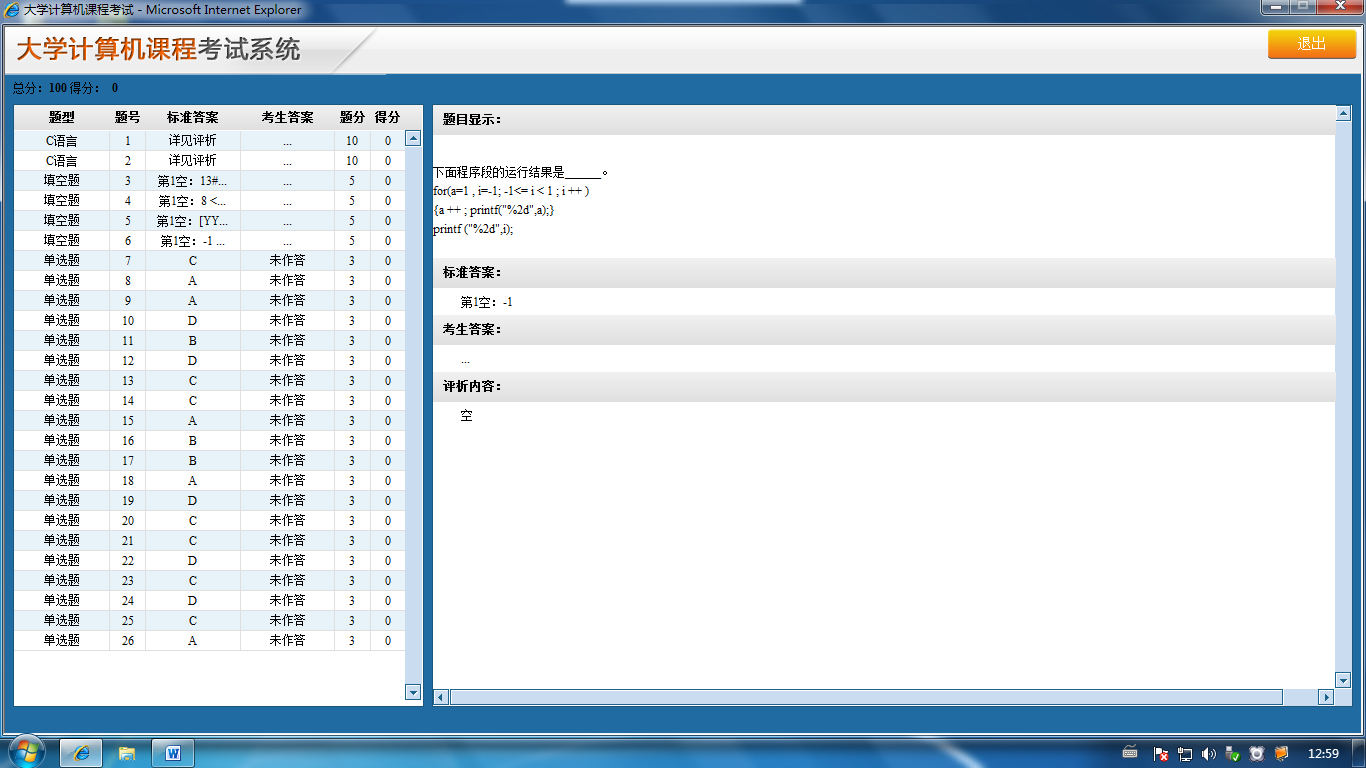 大学计算机课程考试 - Microsoft Internet Explorer
大学计算机课程考试系统
退出
总分：100 得分： 0
题型 题号 标准答案 考生答案 题分 得分
C语言 1 详见评析 ... 10 0
C语言 2 详见评析 ... 10 0
填空题 3 第1空：13#... ... 5 0
填空题 4 第1空：8 <... ... 5 0
填空题 5 第1空：[YY... ... 5 0
填空题 6 第1空：-1 ... ... 5 0
单选题 7 C 未作答 3 0
单选题 8 A 未作答 3 0
单选题 9 A 未作答 3 0
单选题 10 D 未作答 3 0
单选题 11 B 未作答 3 0
单选题 12 D 未作答 3 0
单选题 13 C 未作答 3 0
单选题 14 C 未作答 3 0
单选题 15 A 未作答 3 0
单选题 16 B 未作答 3 0
单选题 17 B 未作答 3 0
单选题 18 A 未作答 3 0
单选题 19 D 未作答 3 0
单选题 20 C 未作答 3 0
单选题 21 C 未作答 3 0
单选题 22 D 未作答 3 0
单选题 23 C 未作答 3 0
单选题 24 D 未作答 3 0
单选题 25 C 未作答 3 0
单选题 26 A 未作答 3 0
题目显示：
下面程序段的运行结果是______。
for(a=1 , i=-1; -1<= i < 1 ; i ++ )
{a ++ ; printf("%2d",a);}
printf ("%2d",i);
标准答案：
第1空：-1
考生答案：
...
评析内容：
空
12:59